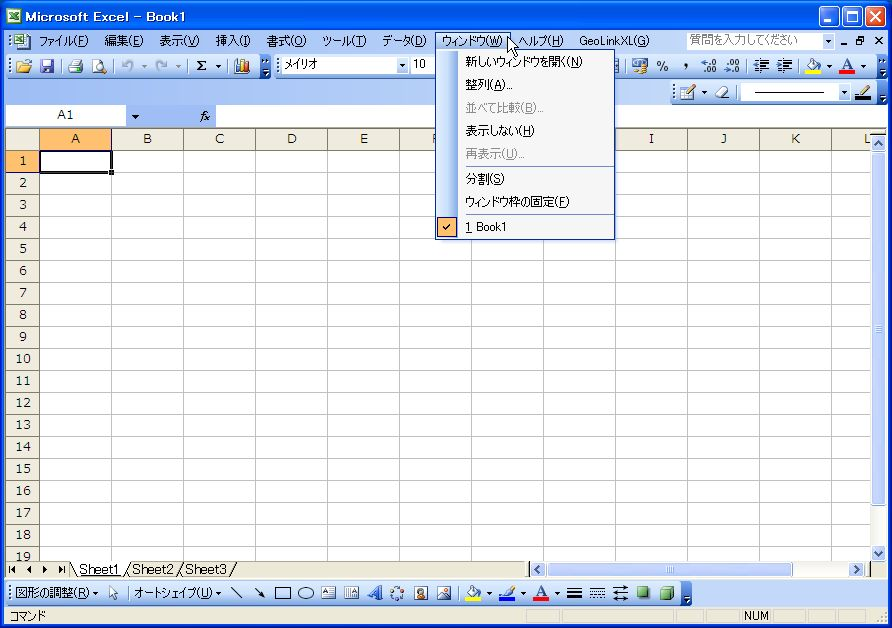 Microsoft Excel - Book1
ファイル(F) 編集(E) 表示(V) 挿入(I) 書式(O) ツール(T) データ(D) ウィンドウ(W) ヘルプ(H) GeoLinkXL(G) 質問を入力してください
Σ メイリオ 10 % , A
新しいウィンドウを開く(N)
整列(A)...
並べて比較(B)...
表示しない(H)
再表示(U)...
分割(S)
ウィンドウ枠の固定(F)
1 Book1
A1 fx
A B C D E F I J K L
1
2
3
4
5
6
7
8
9
10
11
12
13
14
15
16
17
18
19
Sheet1 Sheet2 Sheet3
図形の調整(R) オートシェイプ(U) A A A
コマンド NUM